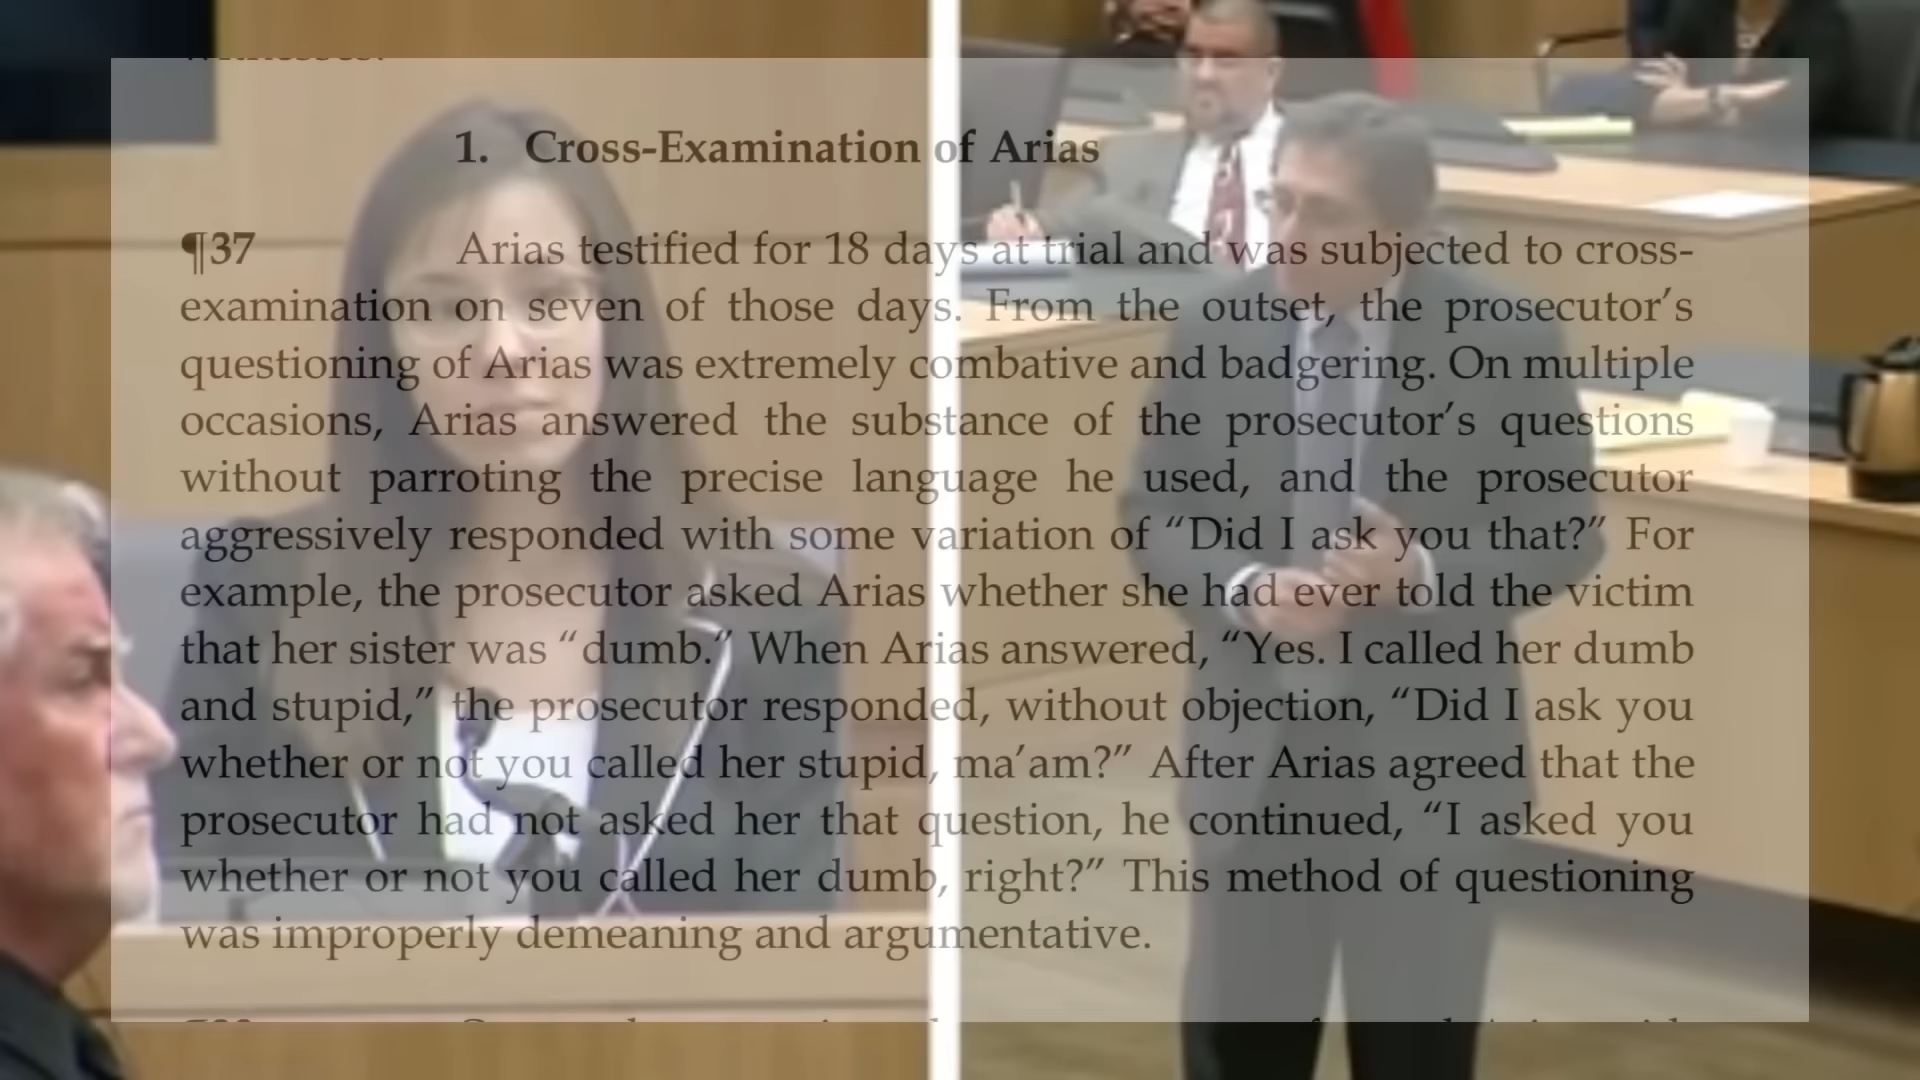 witnesses.
1. Cross-Examination of Arias
¶37 Arias testified for 18 days at trial and was subjected to cross-
examination on seven of those days. From the outset, the prosecutor’s
questioning of Arias was extremely combative and badgering. On multiple
occasions, Arias answered the substance of the prosecutor’s questions
without parroting the precise language he used, and the prosecutor
aggressively responded with some variation of “Did I ask you that?” For
example, the prosecutor asked Arias whether she had ever told the victim
that her sister was “dumb.” When Arias answered, “Yes. I called her dumb
and stupid,” the prosecutor responded, without objection, “Did I ask you
whether or not you called her stupid, ma’am?” After Arias agreed that the
prosecutor had not asked her that question, he continued, “I asked you
whether or not you called her dumb, right?” This method of questioning
was improperly demeaning and argumentative.